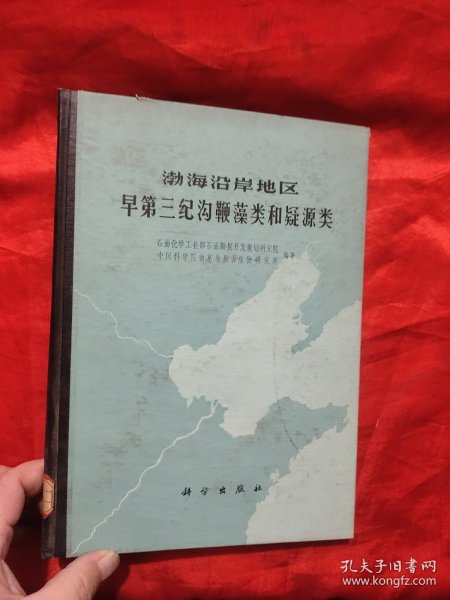 渤海沿岸地区
早第三纪沟鞭藻类和疑源类
石油化学工业部石油勘探开发规划研究院
中国科学院南京地质古生物研究所
编著
科学出版社
孔夫子旧书网
www.kongfz.com